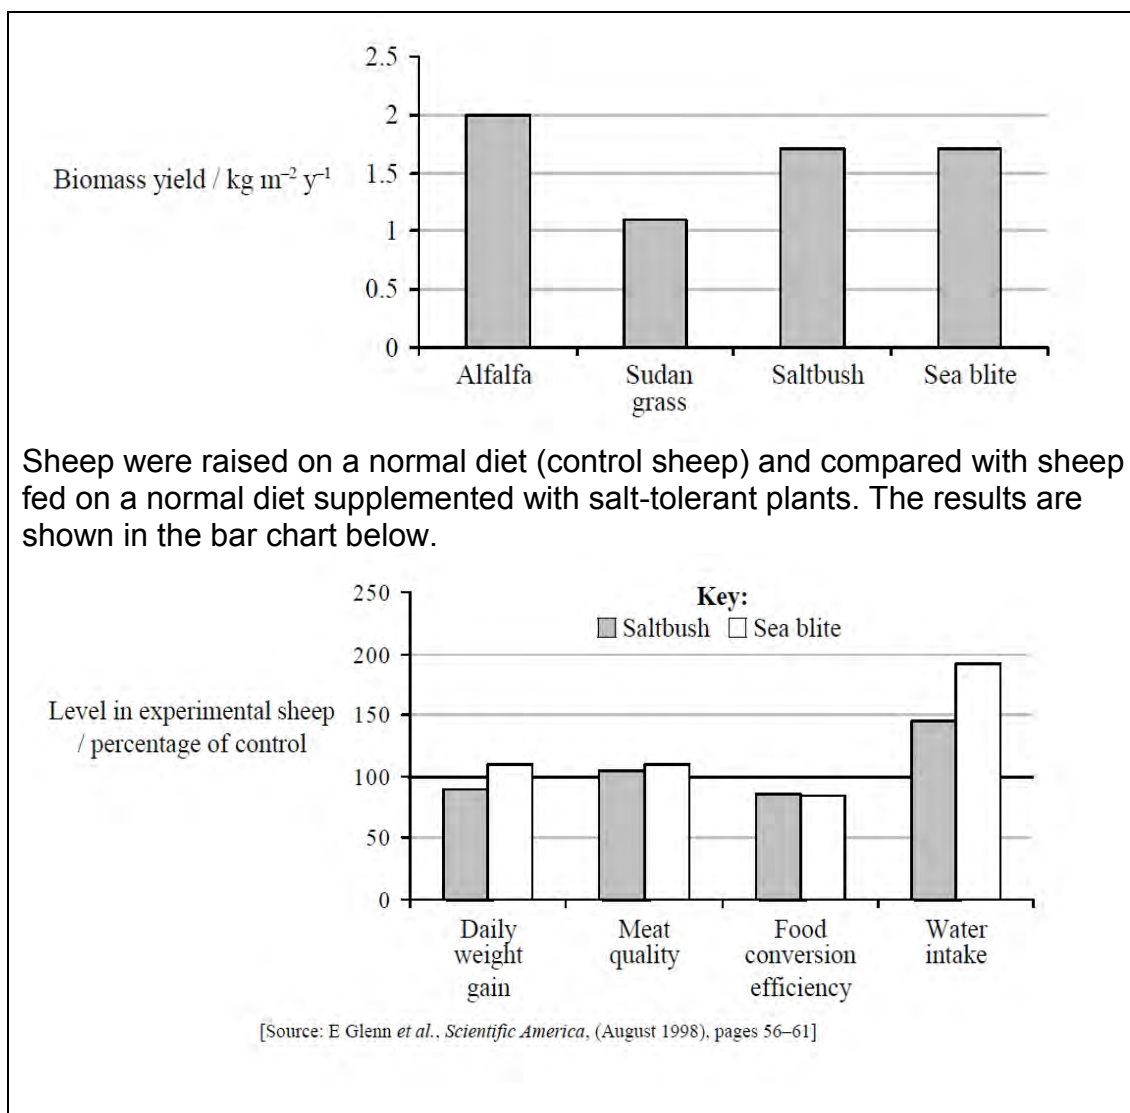 2.5
2
Biomass yield / kg m⁻² y⁻¹
1.5
1
0.5
0
Alfalfa
Sudan
grass
Saltbush
Sea blite
Sheep were raised on a normal diet (control sheep) and compared with sheep
fed on a normal diet supplemented with salt-tolerant plants. The results are
shown in the bar chart below.
250
Key:
Saltbush Sea blite
200
Level in experimental sheep
/ percentage of control
150
100
50
0
Daily
weight
gain
Meat
quality
Food
conversion
efficiency
Water
intake
[Source: E Glenn et al., Scientific America, (August 1998), pages 56–61]